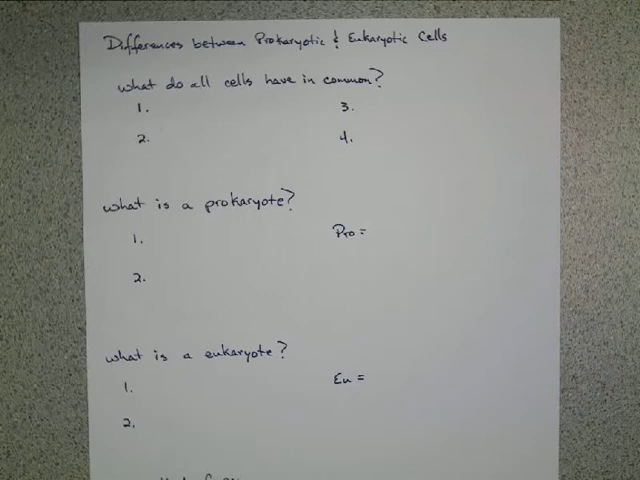 Differences between Prokaryotic & Eukaryotic Cells
What do all cells have in common?
1. 3.
2. 4.
What is a prokaryote?
1. Pro =
2.
What is a eukaryote?
1. Eu =
2.